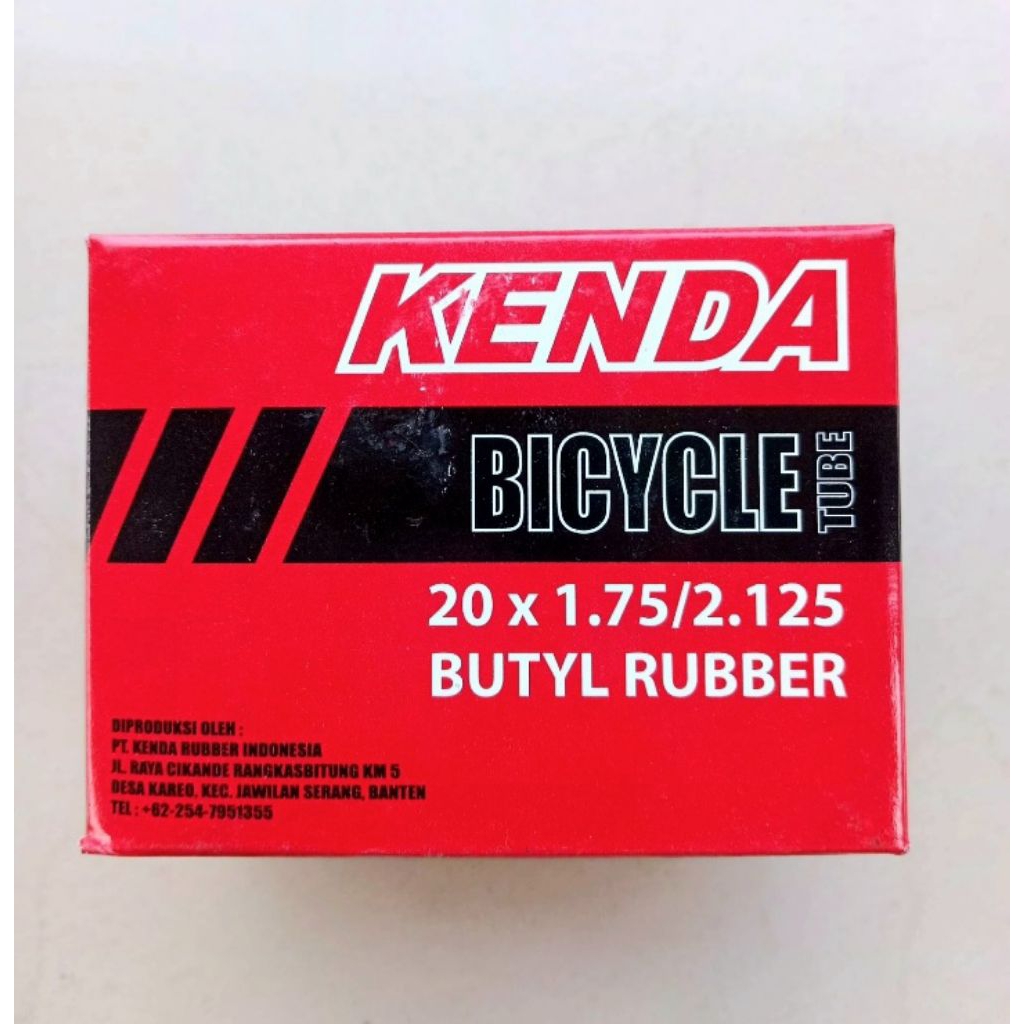 KENDA
BICYCLE TUBE
20 x 1.75/2.125
BUTYL RUBBER
DIPRODUKSI OLEH :
PT. KENDA RUBBER INDONESIA
JL. RAYA CIKANDE RANGKASBITUNG KM 5
DESA KAREO, KEC. JAWILAN SERANG, BANTEN
TEL : +62-254-7951355